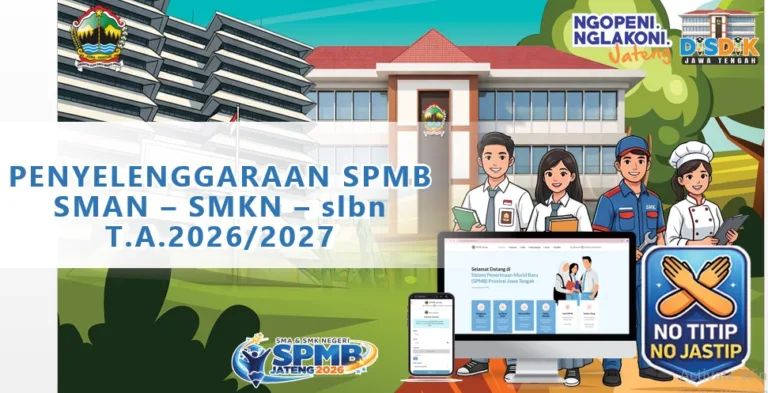 NGOPENI.
NGLAKONI.
Jateng
DISDIK
JAWA TENGAH
PENYELENGGARAAN SPMB
SMAN – SMKN – slbn
T.A.2026/2027
Selamat Datang di
Sistem Penerimaan Murid Baru
(SPMB) Provinsi Jawa Tengah
SMA & SMK NEGERI
SPMB
JATENG 2026
NO TITIP
NO JASTIP